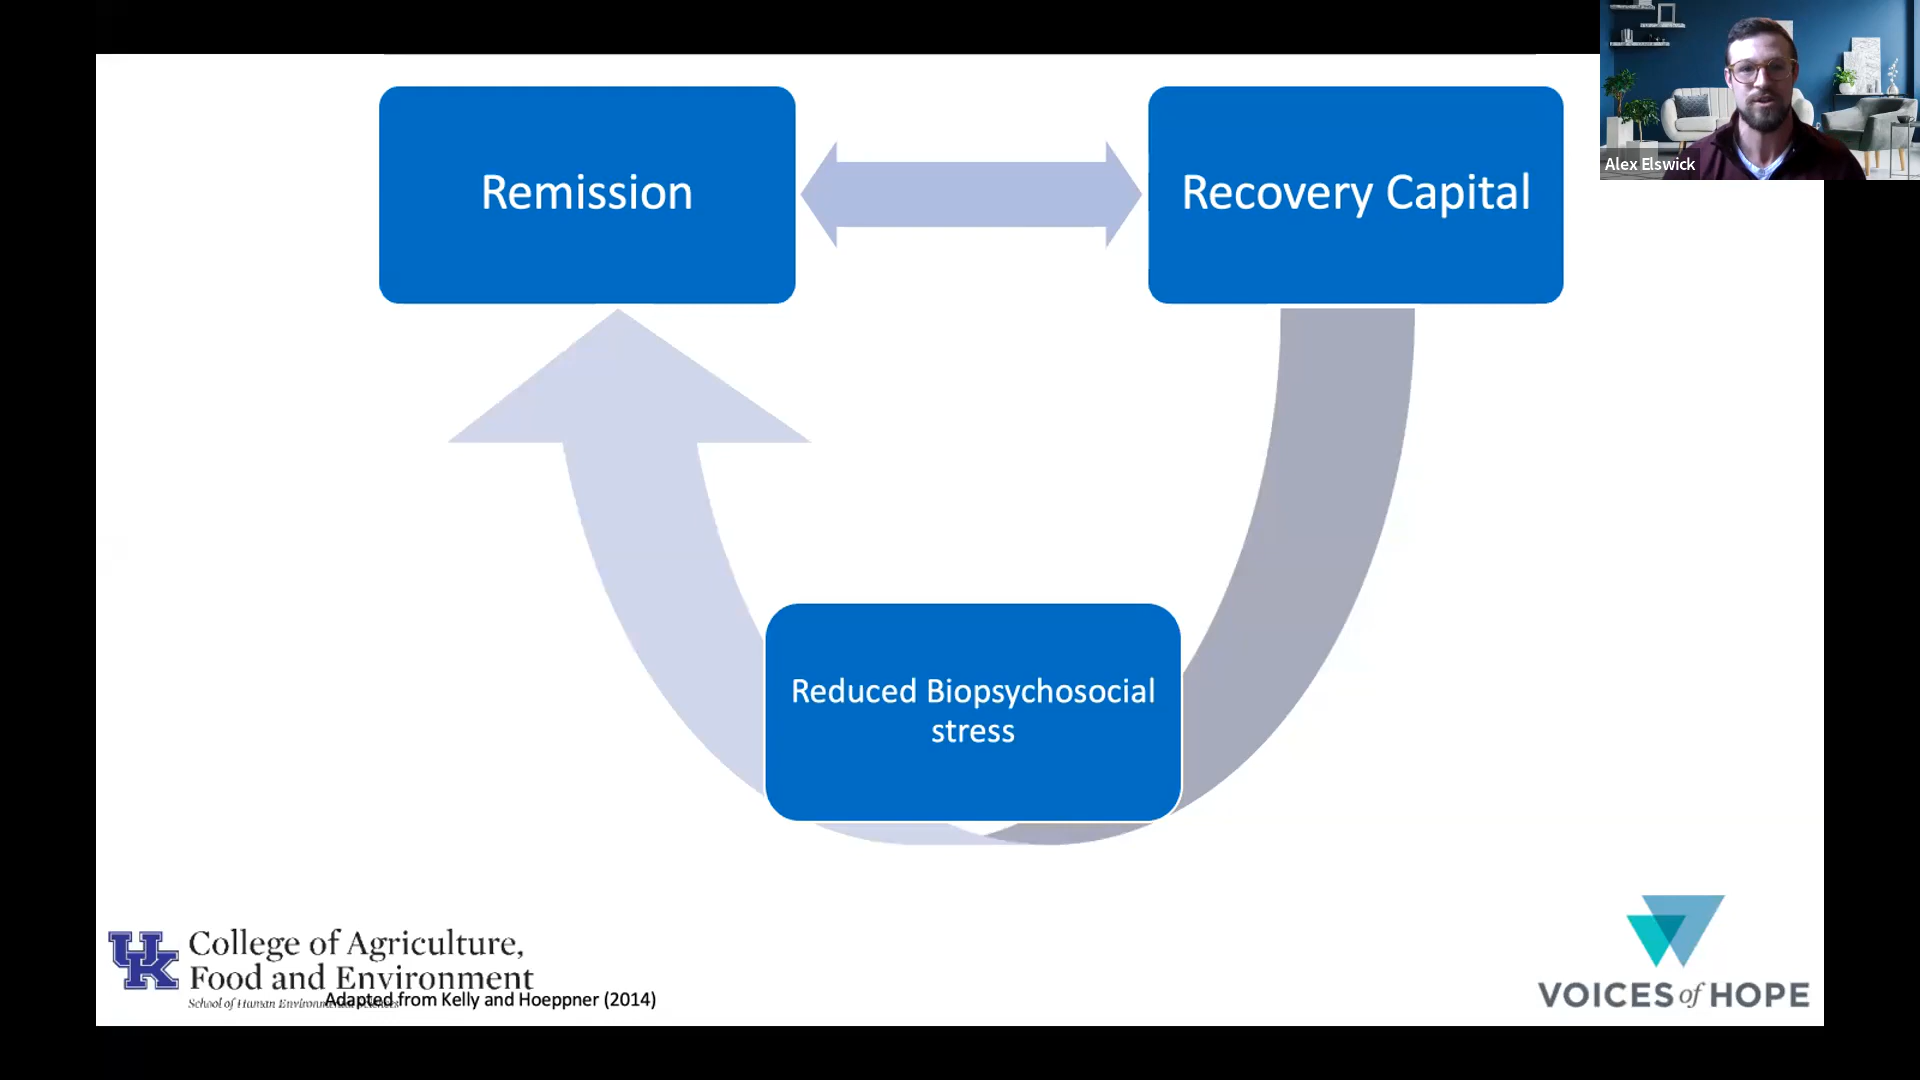 Remission
Recovery Capital
Alex Elswick
Reduced Biopsychosocial
stress
UK
College of Agriculture,
Food and Environment
School of Human Environmental Sciences
Adapted from Kelly and Hoeppner (2014)
VOICES of HOPE